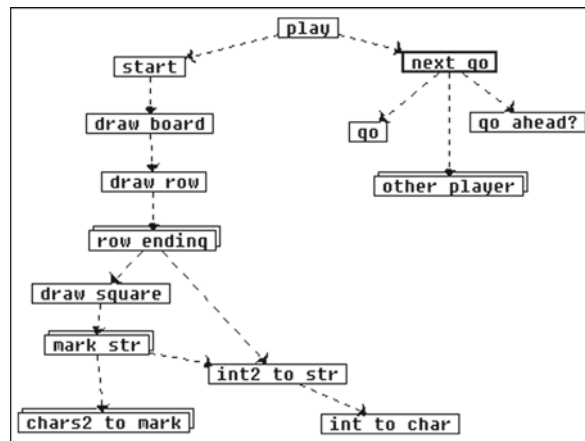 play
start
next go
draw board
go
go ahead?
draw row
other player
row ending
draw square
mark str
int2 to str
chars2 to mark
int to char